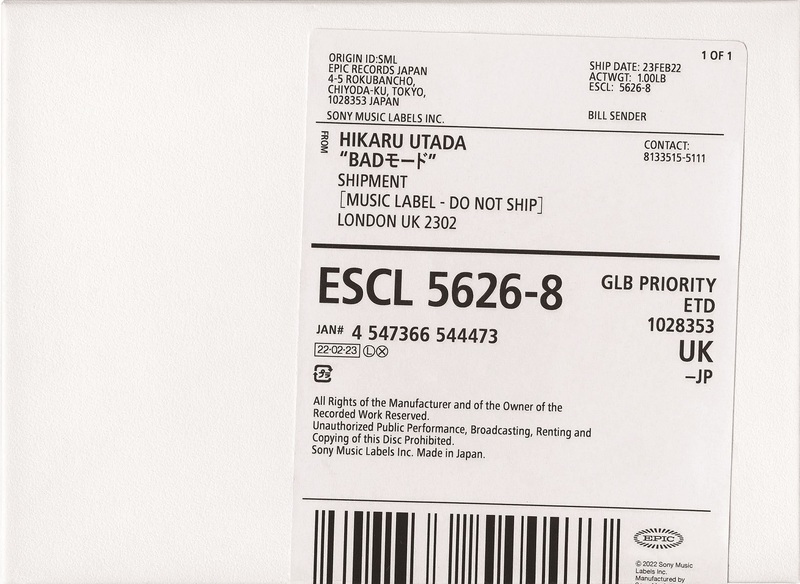 1 OF 1
ORIGIN ID:SML
EPIC RECORDS JAPAN
4-5 ROKUBANCHO,
CHIYODA-KU, TOKYO,
1028353 JAPAN
SONY MUSIC LABELS INC.
SHIP DATE: 23FEB22
ACTWGT: 1.00LB
ESCL: 5626-8
BILL SENDER
FROM
HIKARU UTADA
“BADモード”
SHIPMENT
[MUSIC LABEL - DO NOT SHIP]
LONDON UK 2302
CONTACT:
8133515-5111
ESCL 5626-8
JAN# 4 547366 544473
22-02-23 Ⓛ Ⓧ
GLB PRIORITY
ETD
1028353
UK
–JP
All Rights of the Manufacturer and of the Owner of the
Recorded Work Reserved.
Unauthorized Public Performance, Broadcasting, Renting and
Copying of this Disc Prohibited.
Sony Music Labels Inc. Made in Japan.
EPIC
© 2022 Sony Music
Labels Inc.
Manufactured by